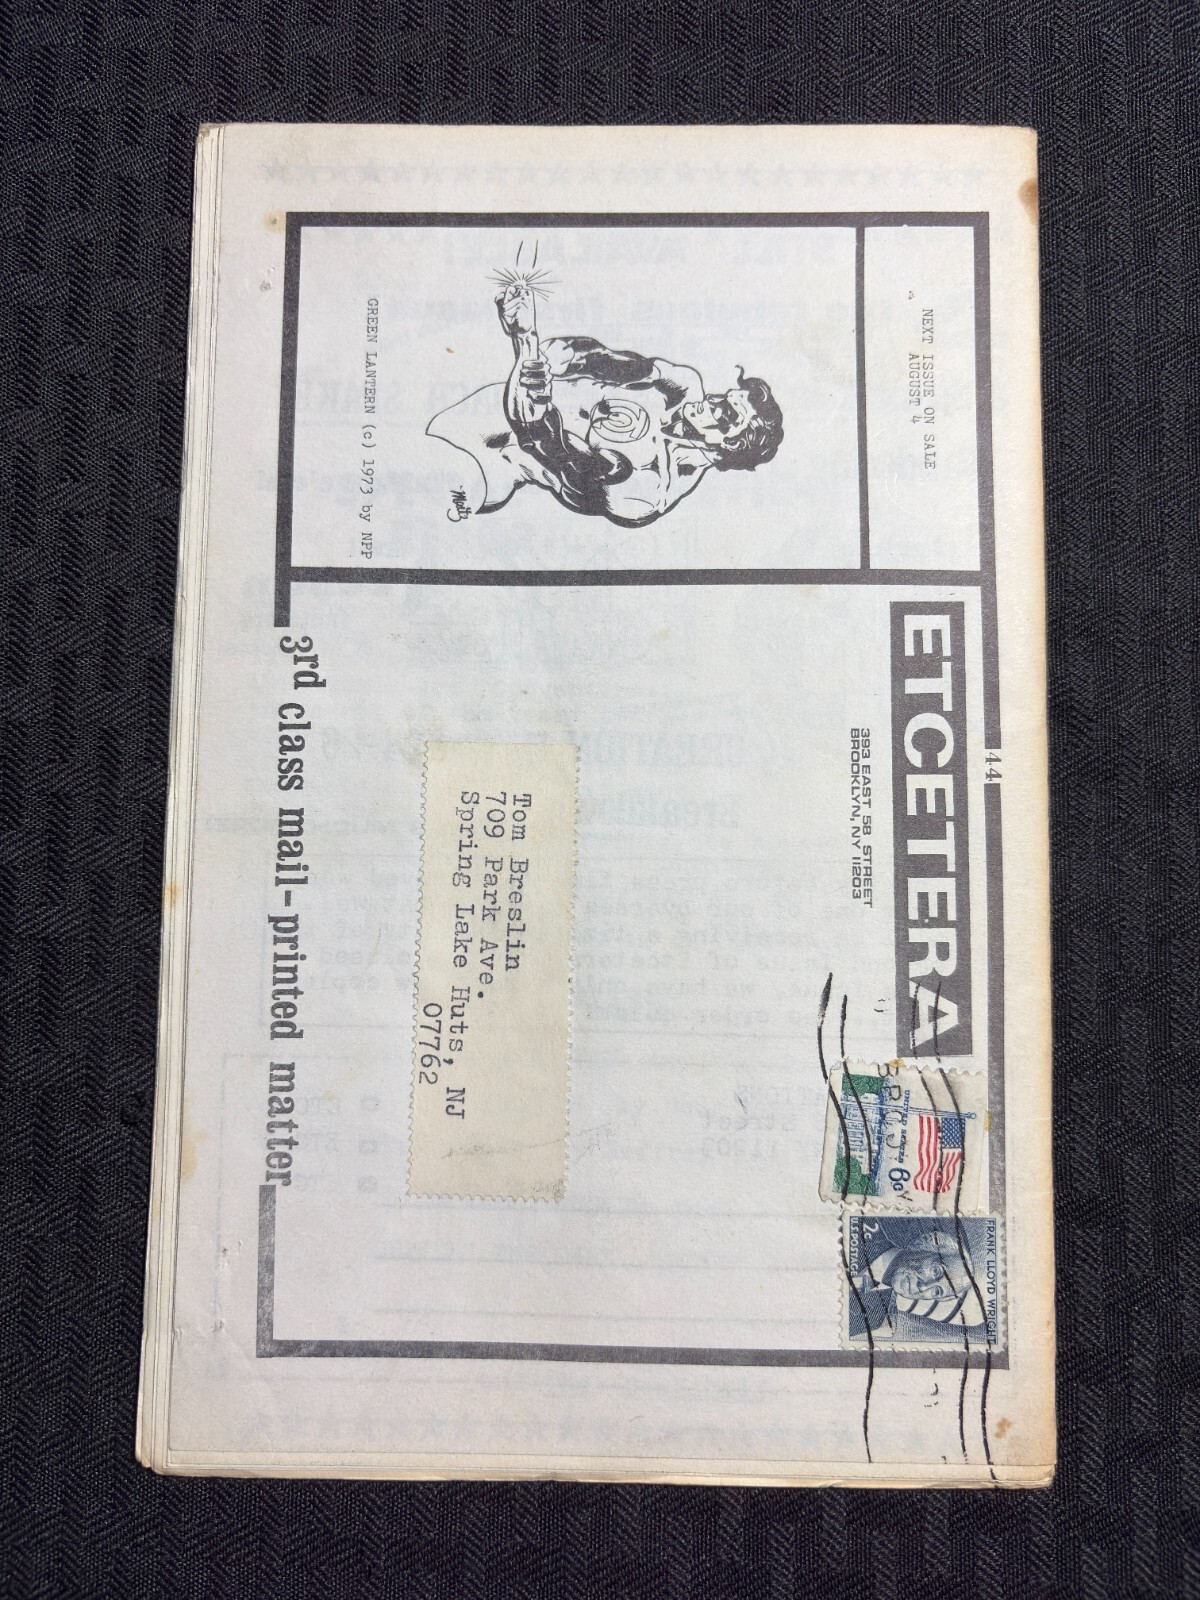 NEXT ISSUE ON SALE
AUGUST 4
GREEN LANTERN (c) 1973 by NPP
44
ETCETERA
393 EAST 58 STREET
BROOKLYN, NY 11203
UNITED STATES 6c
FRANK LLOYD WRIGHT
2c
U.S. POSTAGE
Tom Breslin
709 Park Ave.
Spring Lake Huts, NJ
07762
3rd class mail-printed matter